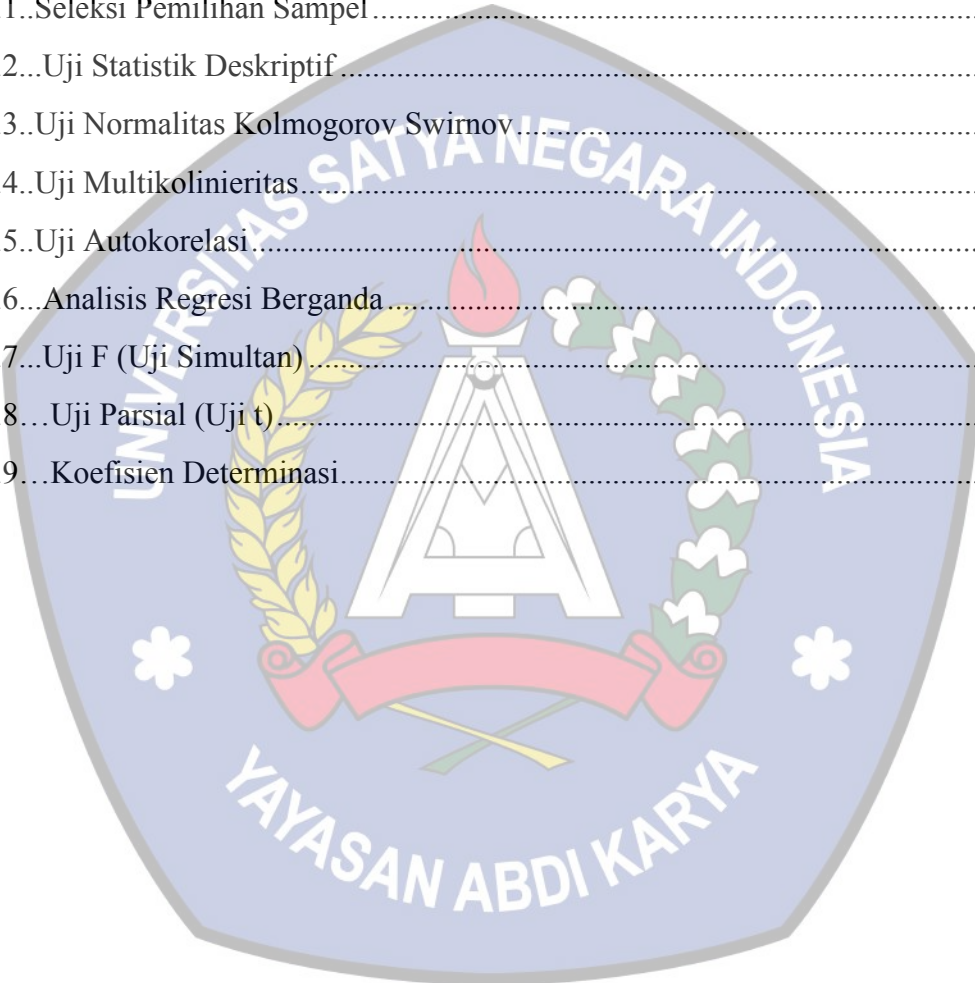 1..Seleksi Pemilihan Sampel........................................................................
2...Uji Statistik Deskriptif........................................................................
3..Uji Normalitas Kolmogorov Swirnov........................................................
4..Uji Multikolinieritas........................................................................
5..Uji Autokorelasi........................................................................
6...Analisis Regresi Berganda........................................................................
7...Uji F (Uji Simultan)........................................................................
8…Uji Parsial (Uji t)........................................................................
9…Koefisien Determinasi........................................................................
UNIVERSITAS SATYA NEGARA INDONESIA
YAYASAN ABDI KARYA